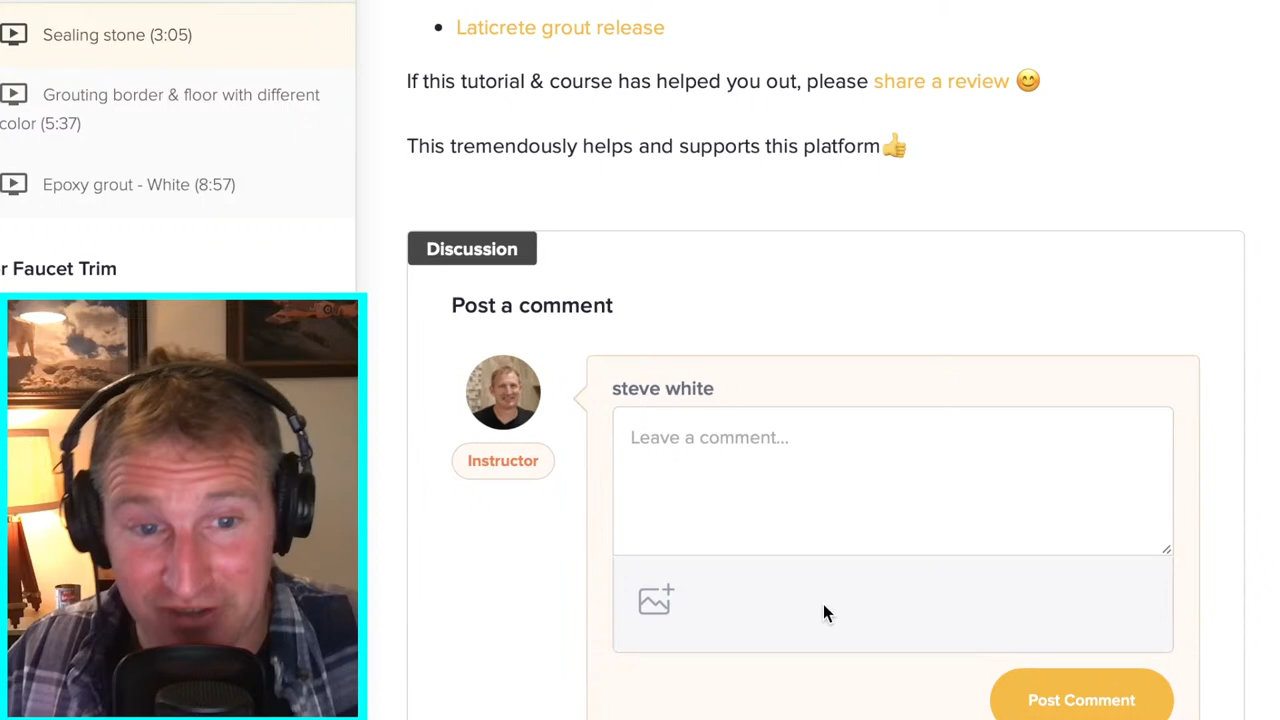 Sealing stone (3:05)
Grouting border & floor with different
color (5:37)
Epoxy grout - White (8:57)
r Faucet Trim
Laticrete grout release
If this tutorial & course has helped you out, please share a review 😊
This tremendously helps and supports this platform👍
Discussion
Post a comment
steve white
Instructor
Leave a comment...
Post Comment